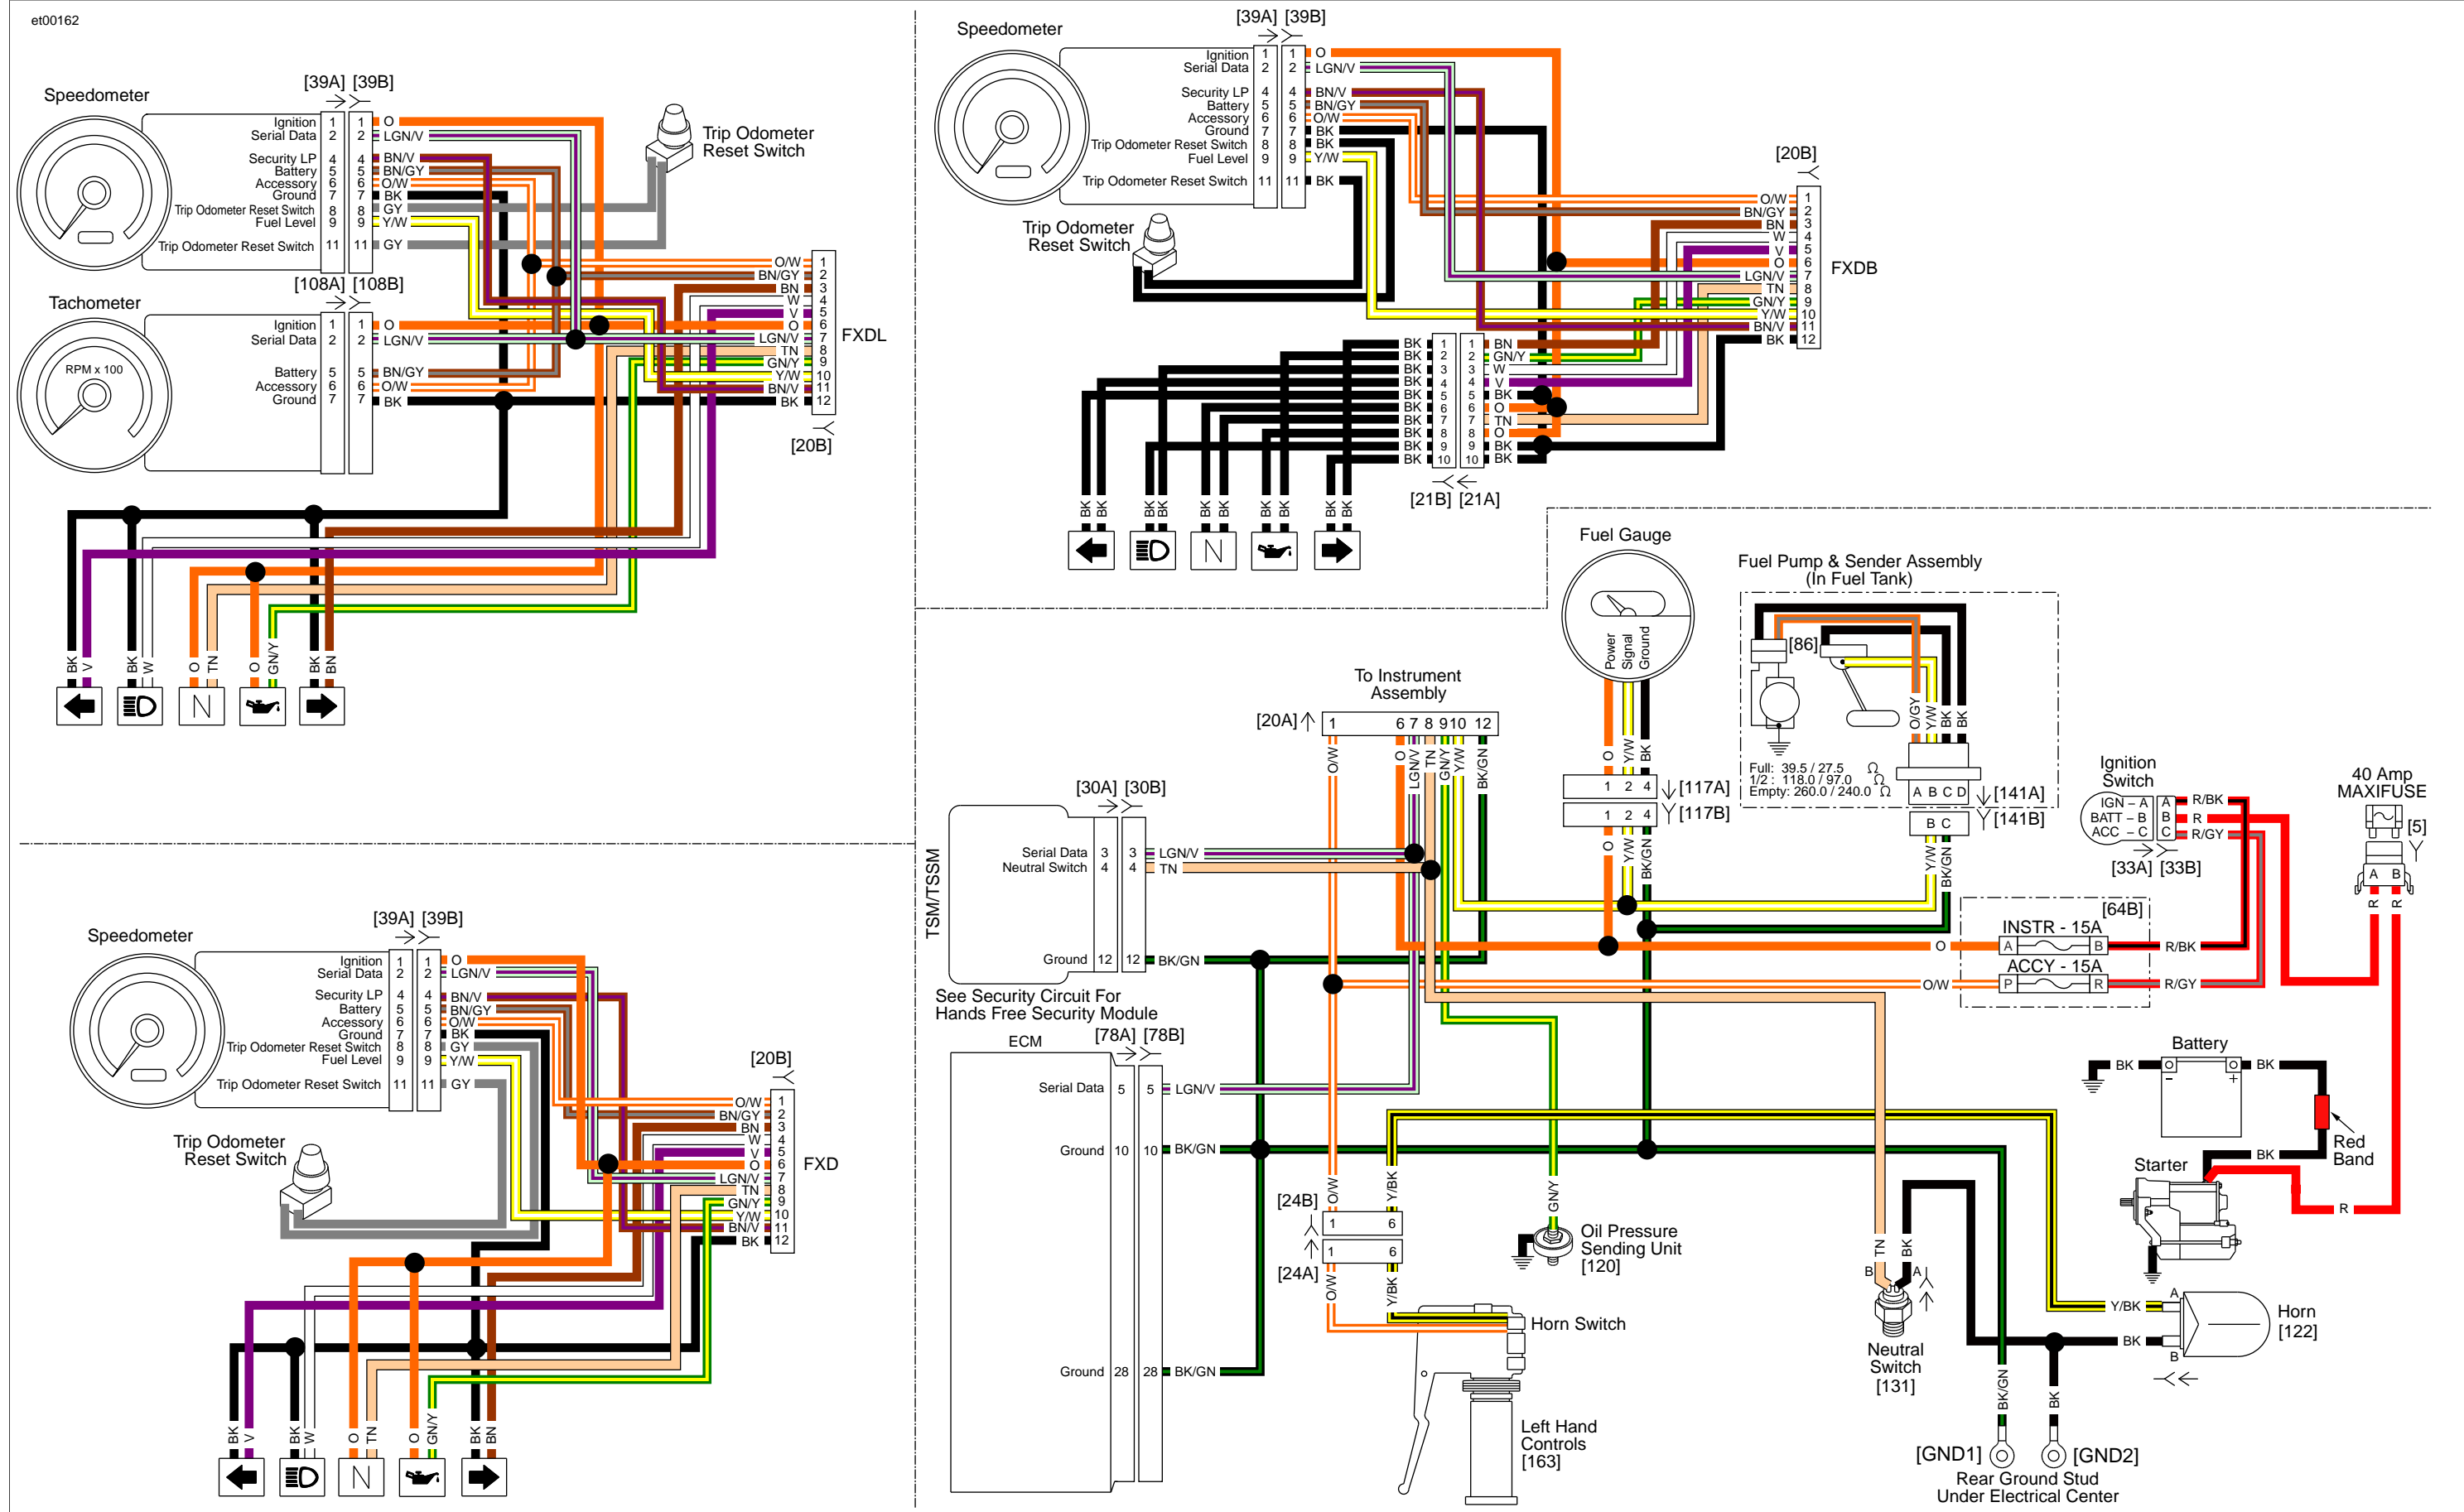 et00162
[39A] [39B]
Speedometer
Ignition 1 1 O
Serial Data 2 2 LGN/V
Security LP 4 4 BN/V
Battery 5 5 BN/GY
Accessory 6 6 O/W
Ground 7 7 BK
Trip Odometer Reset Switch 8 8 GY
Fuel Level 9 9 Y/W
Trip Odometer Reset Switch 11 11 GY
Trip Odometer
Reset Switch
[108A] [108B]
Tachometer
RPM x 100
Ignition 1 1 O
Serial Data 2 2 LGN/V
Battery 5 5 BN/GY
Accessory 6 6 O/W
Ground 7 7 BK
O/W 1
BN/GY 2
BN 3
W 4
V 5
O 6
LGN/V 7
TN 8
GN/Y 9
Y/W 10
BN/V 11
BK 12
FXDL
[20B]
BK V BK W O TN O GN/Y BK BN
N
[39A] [39B]
Speedometer
Ignition 1 1 O
Serial Data 2 2 LGN/V
Security LP 4 4 BN/V
Battery 5 5 BN/GY
Accessory 6 6 O/W
Ground 7 7 BK
Trip Odometer Reset Switch 8 8 BK
Fuel Level 9 9 Y/W
Trip Odometer Reset Switch 11 11 BK
Trip Odometer
Reset Switch
[20B]
O/W 1
BN/GY 2
BN 3
W 4
V 5
O 6
LGN/V 7
TN 8
GN/Y 9
Y/W 10
BN/V 11
BK 12
FXDB
BK 1 1 BN
BK 2 2 GN/Y
BK 3 3 W
BK 4 4 V
BK 5 5 BK
BK 6 6 O
BK 7 7 TN
BK 8 8 O
BK 9 9 BK
BK 10 10 BK
[21B] [21A]
BK BK BK BK BK BK BK BK BK BK
N
[39A] [39B]
Speedometer
Ignition 1 1 O
Serial Data 2 2 LGN/V
Security LP 4 4 BN/V
Battery 5 5 BN/GY
Accessory 6 6 O/W
Ground 7 7 BK
Trip Odometer Reset Switch 8 8 GY
Fuel Level 9 9 Y/W
Trip Odometer Reset Switch 11 11 GY
Trip Odometer
Reset Switch
[20B]
O/W 1
BN/GY 2
BN 3
W 4
V 5
O 6
LGN/V 7
TN 8
GN/Y 9
Y/W 10
BN/V 11
BK 12
FXD
BK V BK W O TN O GN/Y BK BN
N
Fuel Gauge
Power
Signal
Ground
O Y/W BK
1 2 4 [117A]
1 2 4 [117B]
O Y/W BK/GN
Fuel Pump & Sender Assembly
(In Fuel Tank)
[86]
O/GY Y/W BK BK
Full: 39.5 / 27.5 Ω
1/2 : 118.0 / 97.0 Ω
Empty: 260.0 / 240.0 Ω
A B C D [141A]
B C [141B]
Y/W BK/GN
To Instrument
Assembly
[20A] 1 6 7 8 9 10 12
O/W O LGN/V TN GN/Y Y/W BK/GN
[30A] [30B]
TSM/TSSM
Serial Data 3 3 LGN/V
Neutral Switch 4 4 TN
Ground 12 12 BK/GN
See Security Circuit For
Hands Free Security Module
ECM
[78A] [78B]
Serial Data 5 5 LGN/V
Ground 10 10 BK/GN
Ground 28 28 BK/GN
O/W Y/BK
[24B]
1 6
1 6
[24A]
O/W Y/BK
Horn Switch
Left Hand
Controls
[163]
GN/Y
Oil Pressure
Sending Unit
[120]
Ignition
Switch
IGN – A A R/BK
BATT – B B R
ACC – C C R/GY
[33A] [33B]
40 Amp
MAXIFUSE
[5]
A B
R R
[64B]
INSTR - 15A
O A B R/BK
ACCY - 15A
O/W P R R/GY
Battery
BK - + BK
Red
Band
BK
Starter
R
TN BK
B A
Neutral
Switch
[131]
A
Y/BK
BK
B
Horn
[122]
BK/GN BK
[GND1] [GND2]
Rear Ground Stud
Under Electrical Center